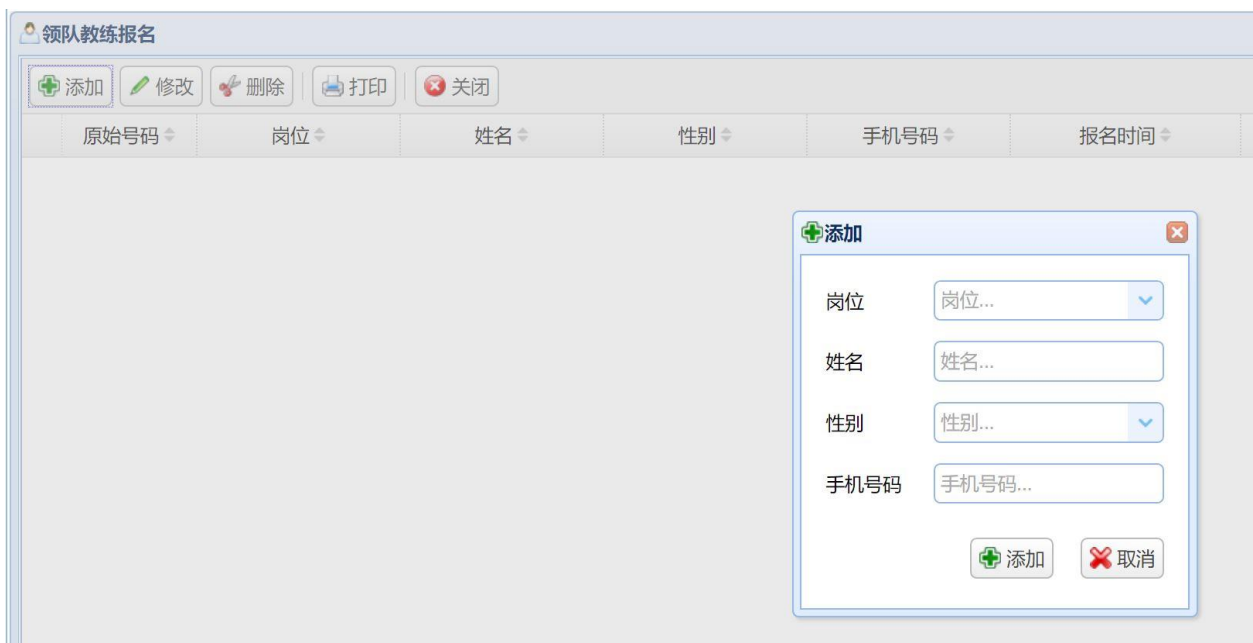 领队教练报名
添加 修改 删除 打印 关闭
原始号码 岗位 姓名 性别 手机号码 报名时间
添加
岗位 岗位...
姓名 姓名...
性别 性别...
手机号码 手机号码...
添加 取消